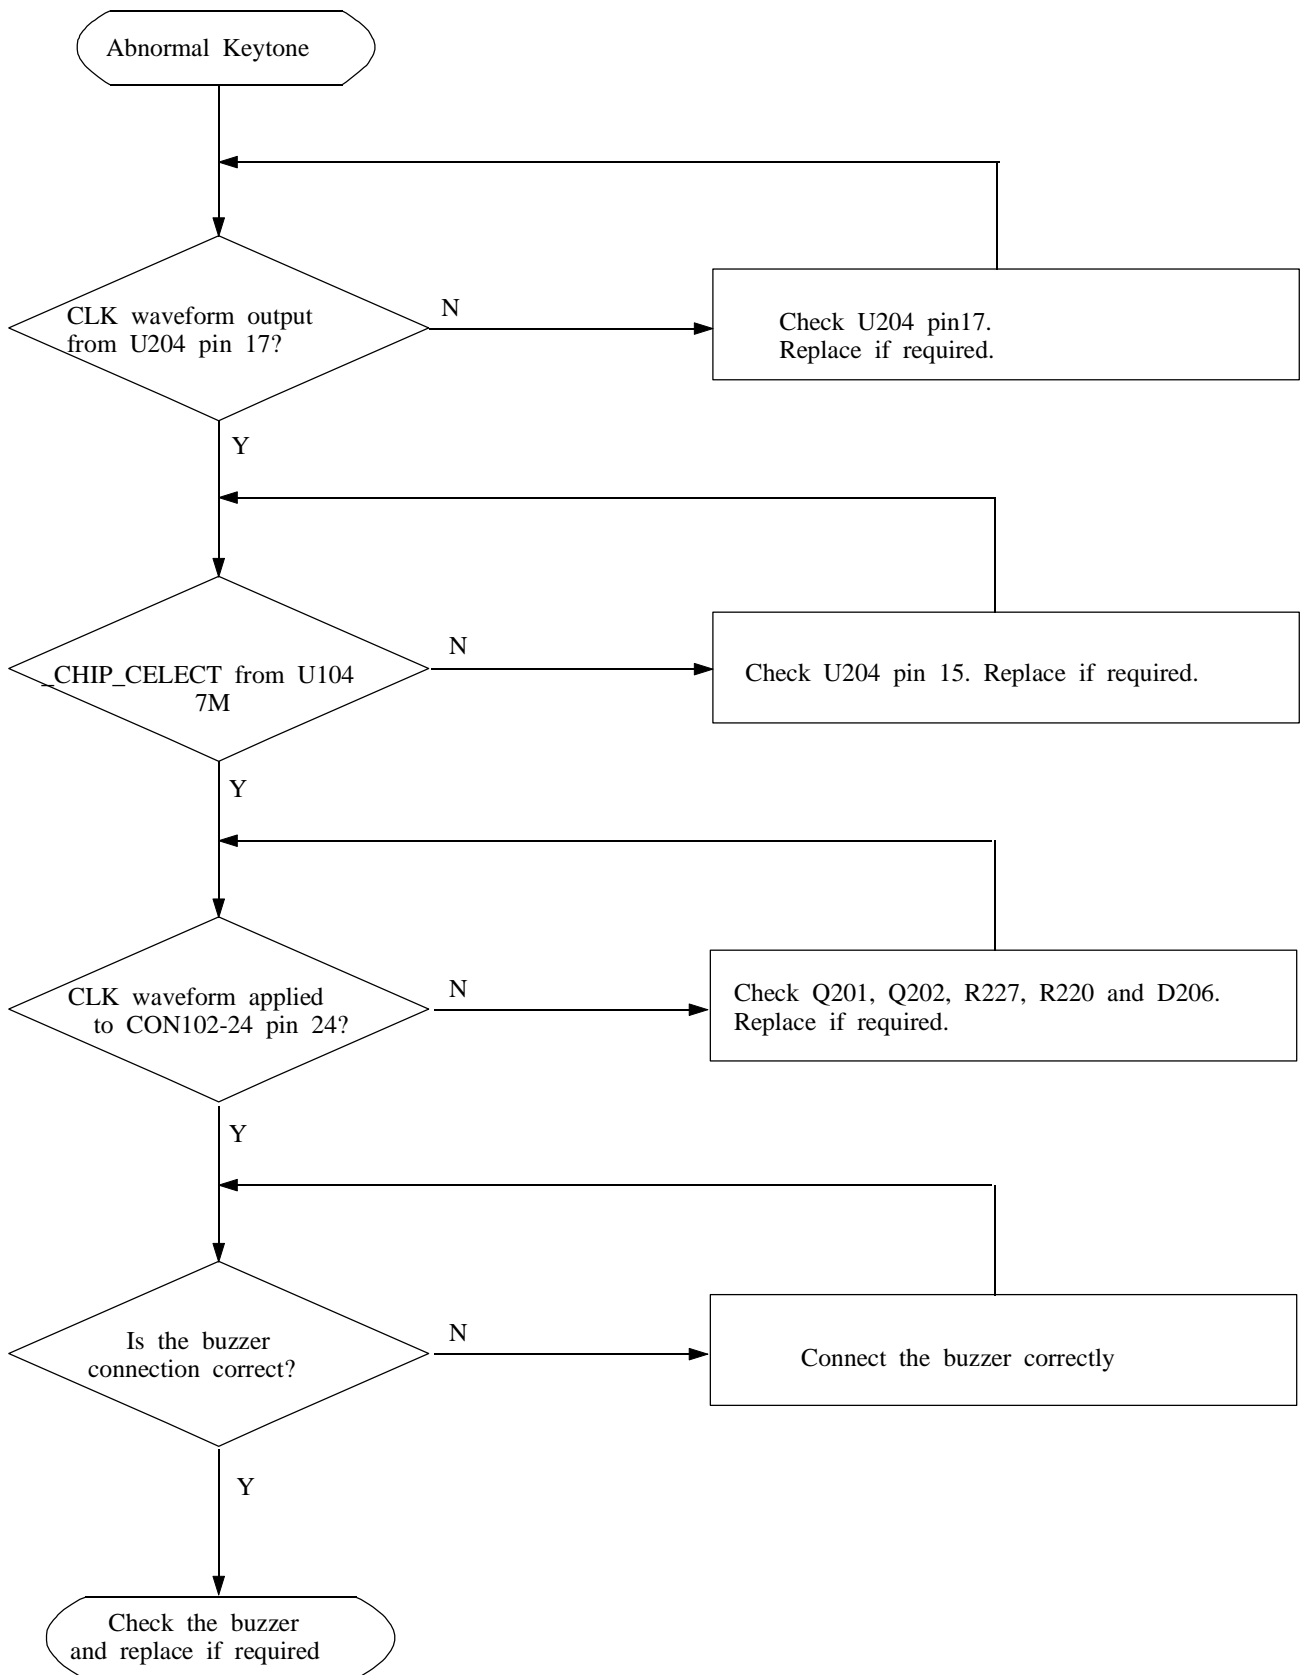 Abnormal Keytone
CLK waveform output
from U204 pin 17?
N
Check U204 pin17.
Replace if required.
Y
_CHIP_CELECT from U104
7M
N
Check U204 pin 15. Replace if required.
Y
CLK waveform applied
to CON102-24 pin 24?
N
Check Q201, Q202, R227, R220 and D206.
Replace if required.
Y
Is the buzzer
connection correct?
N
Connect the buzzer correctly
Y
Check the buzzer
and replace if required